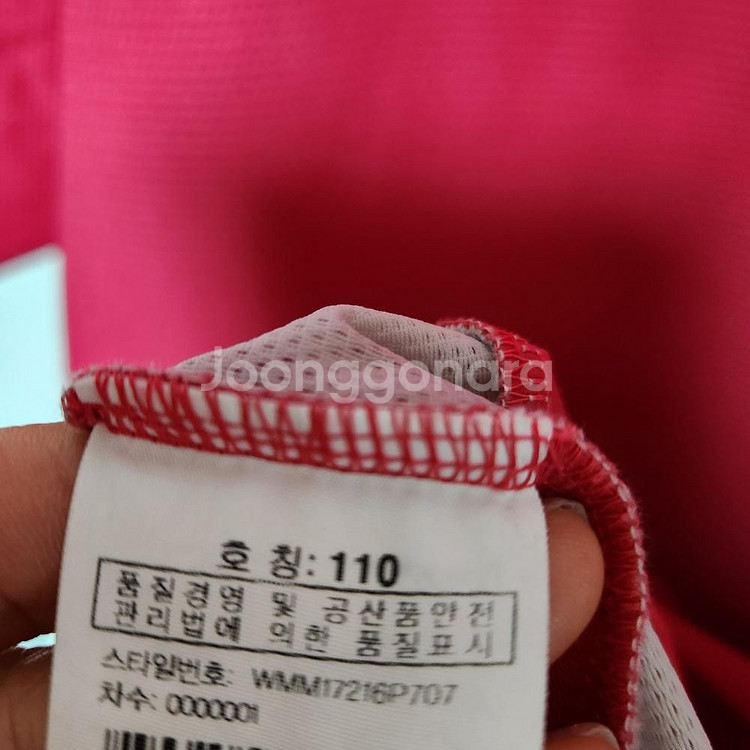 Joonggonara
호 칭: 110
품질경영 및 공산품안전
관리법에 의한 품질표시
스타일번호: WMM17216P707
차수: 0000001